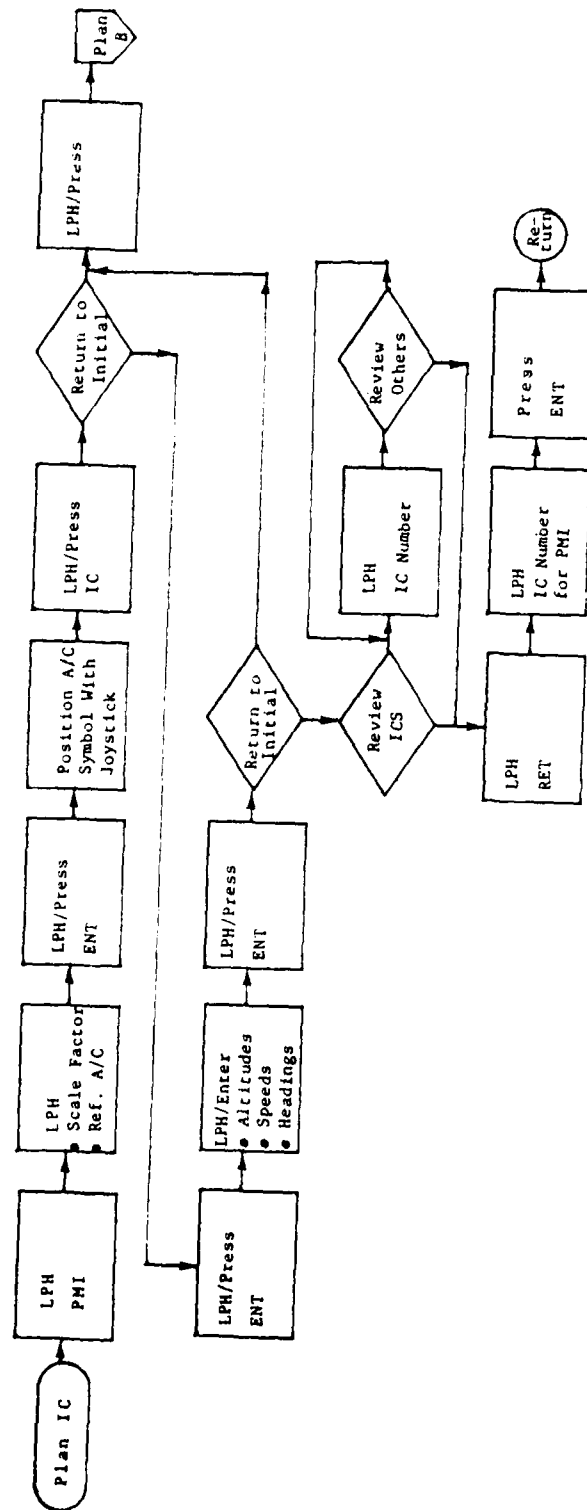 Plan IC
LPH
PMI
LPH
• Scale Factor
• Ref. A/C
LPH/Press
ENT
Position A/C
Symbol With
Joystick
LPH/Press
IC
Return to
Initial
LPH/Press
Plan
B
LPH/Press
ENT
LPH/Enter
• Altitudes
• Speeds
• Headings
LPH/Press
ENT
Return to
Initial
Review
ICS
LPH
IC Number
Review
Others
LPH
RET
LPH
IC Number
for PMI
Press
ENT
Re-
turn